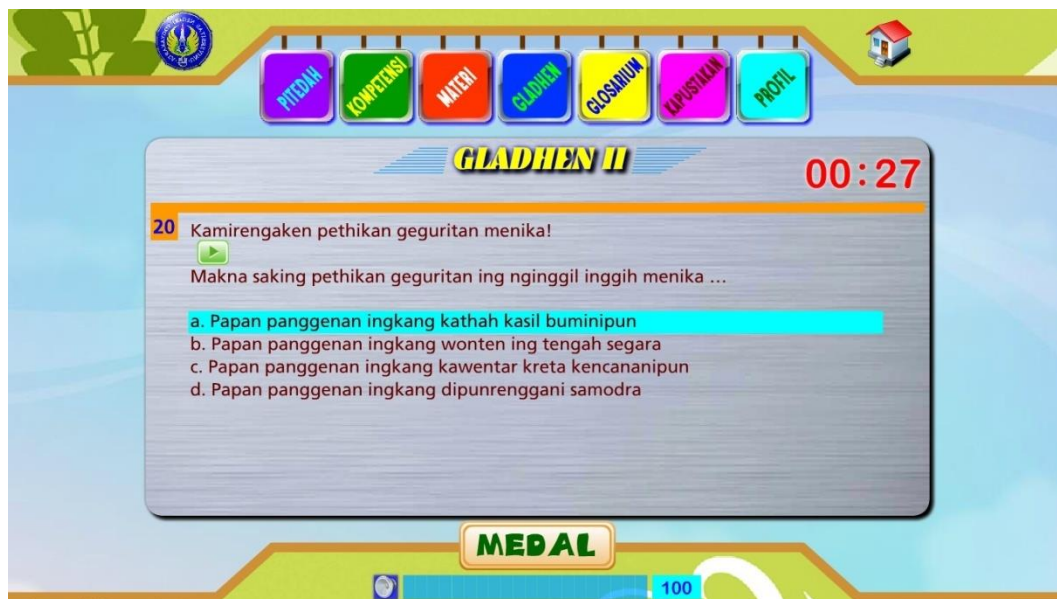 PITEDAH
KOMPETENSI
MATERI
GLADHEN
GLOSARIUM
KAPUSTAKAN
PROFIL
GLADHEN II
00:27
20 Kamirengaken pethikan geguritan menika!
Makna saking pethikan geguritan ing nginggil inggih menika ...
a. Papan panggenan ingkang kathah kasil buminipun
b. Papan panggenan ingkang wonten ing tengah segara
c. Papan panggenan ingkang kawentar kreta kencananipun
d. Papan panggenan ingkang dipunrenggani samodra
MEDAL
100